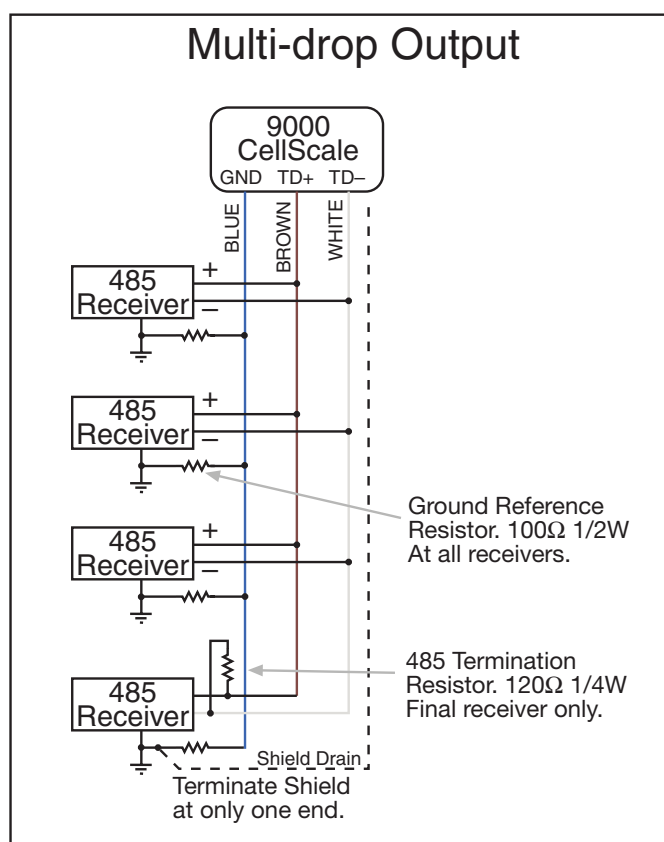 Multi-drop Output
9000
CellScale
GND TD+ TD–
BLUE
BROWN
WHITE
485
Receiver
+
–
485
Receiver
+
–
Ground Reference
Resistor. 100Ω 1/2W
At all receivers.
485
Receiver
+
–
485 Termination
Resistor. 120Ω 1/4W
Final receiver only.
485
Receiver
Shield Drain
Terminate Shield
at only one end.